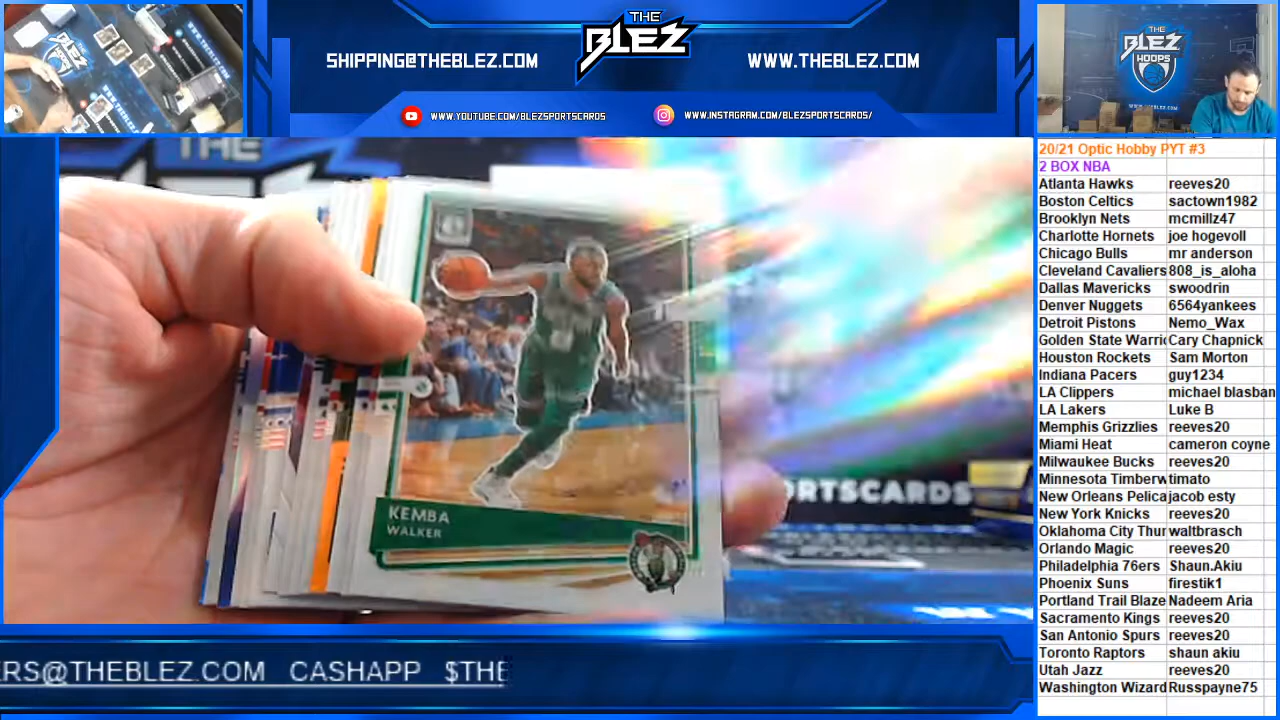 THE
BLEZ
SHIPPING@THEBLEZ.COM
WWW.THEBLEZ.COM
WWW.YOUTUBE.COM/BLEZSPORTSCARDS
WWW.INSTAGRAM.COM/BLEZSPORTSCARDS/
THE
BLEZ
HOOPS
THE
KEMBA
WALKER
PORTSCARDS
20/21 Optic Hobby PYT #3
2 BOX NBA
Atlanta Hawks reeves20
Boston Celtics sactown1982
Brooklyn Nets mcmillz47
Charlotte Hornets joe hogevoll
Chicago Bulls mr anderson
Cleveland Cavaliers 808_is_aloha
Dallas Mavericks swoodrin
Denver Nuggets 6564yankees
Detroit Pistons Nemo_Wax
Golden State Warri Cary Chapnick
Houston Rockets Sam Morton
Indiana Pacers guy1234
LA Clippers michael blasban
LA Lakers Luke B
Memphis Grizzlies reeves20
Miami Heat cameron coyne
Milwaukee Bucks reeves20
Minnesota Timberw timato
New Orleans Pelica jacob esty
New York Knicks reeves20
Oklahoma City Thur waltbrasch
Orlando Magic reeves20
Philadelphia 76ers Shaun.Akiu
Phoenix Suns firestik1
Portland Trail Blaze Nadeem Aria
Sacramento Kings reeves20
San Antonio Spurs reeves20
Toronto Raptors shaun akiu
Utah Jazz reeves20
Washington Wizard Russpayne75
ERS@THEBLEZ.COM CASHAPP $THE